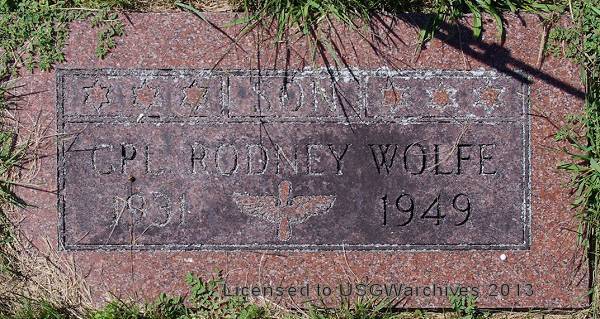 SON
CPL RODNEY WOLFE
1931 1949
Licensed to USGWarchives 2013